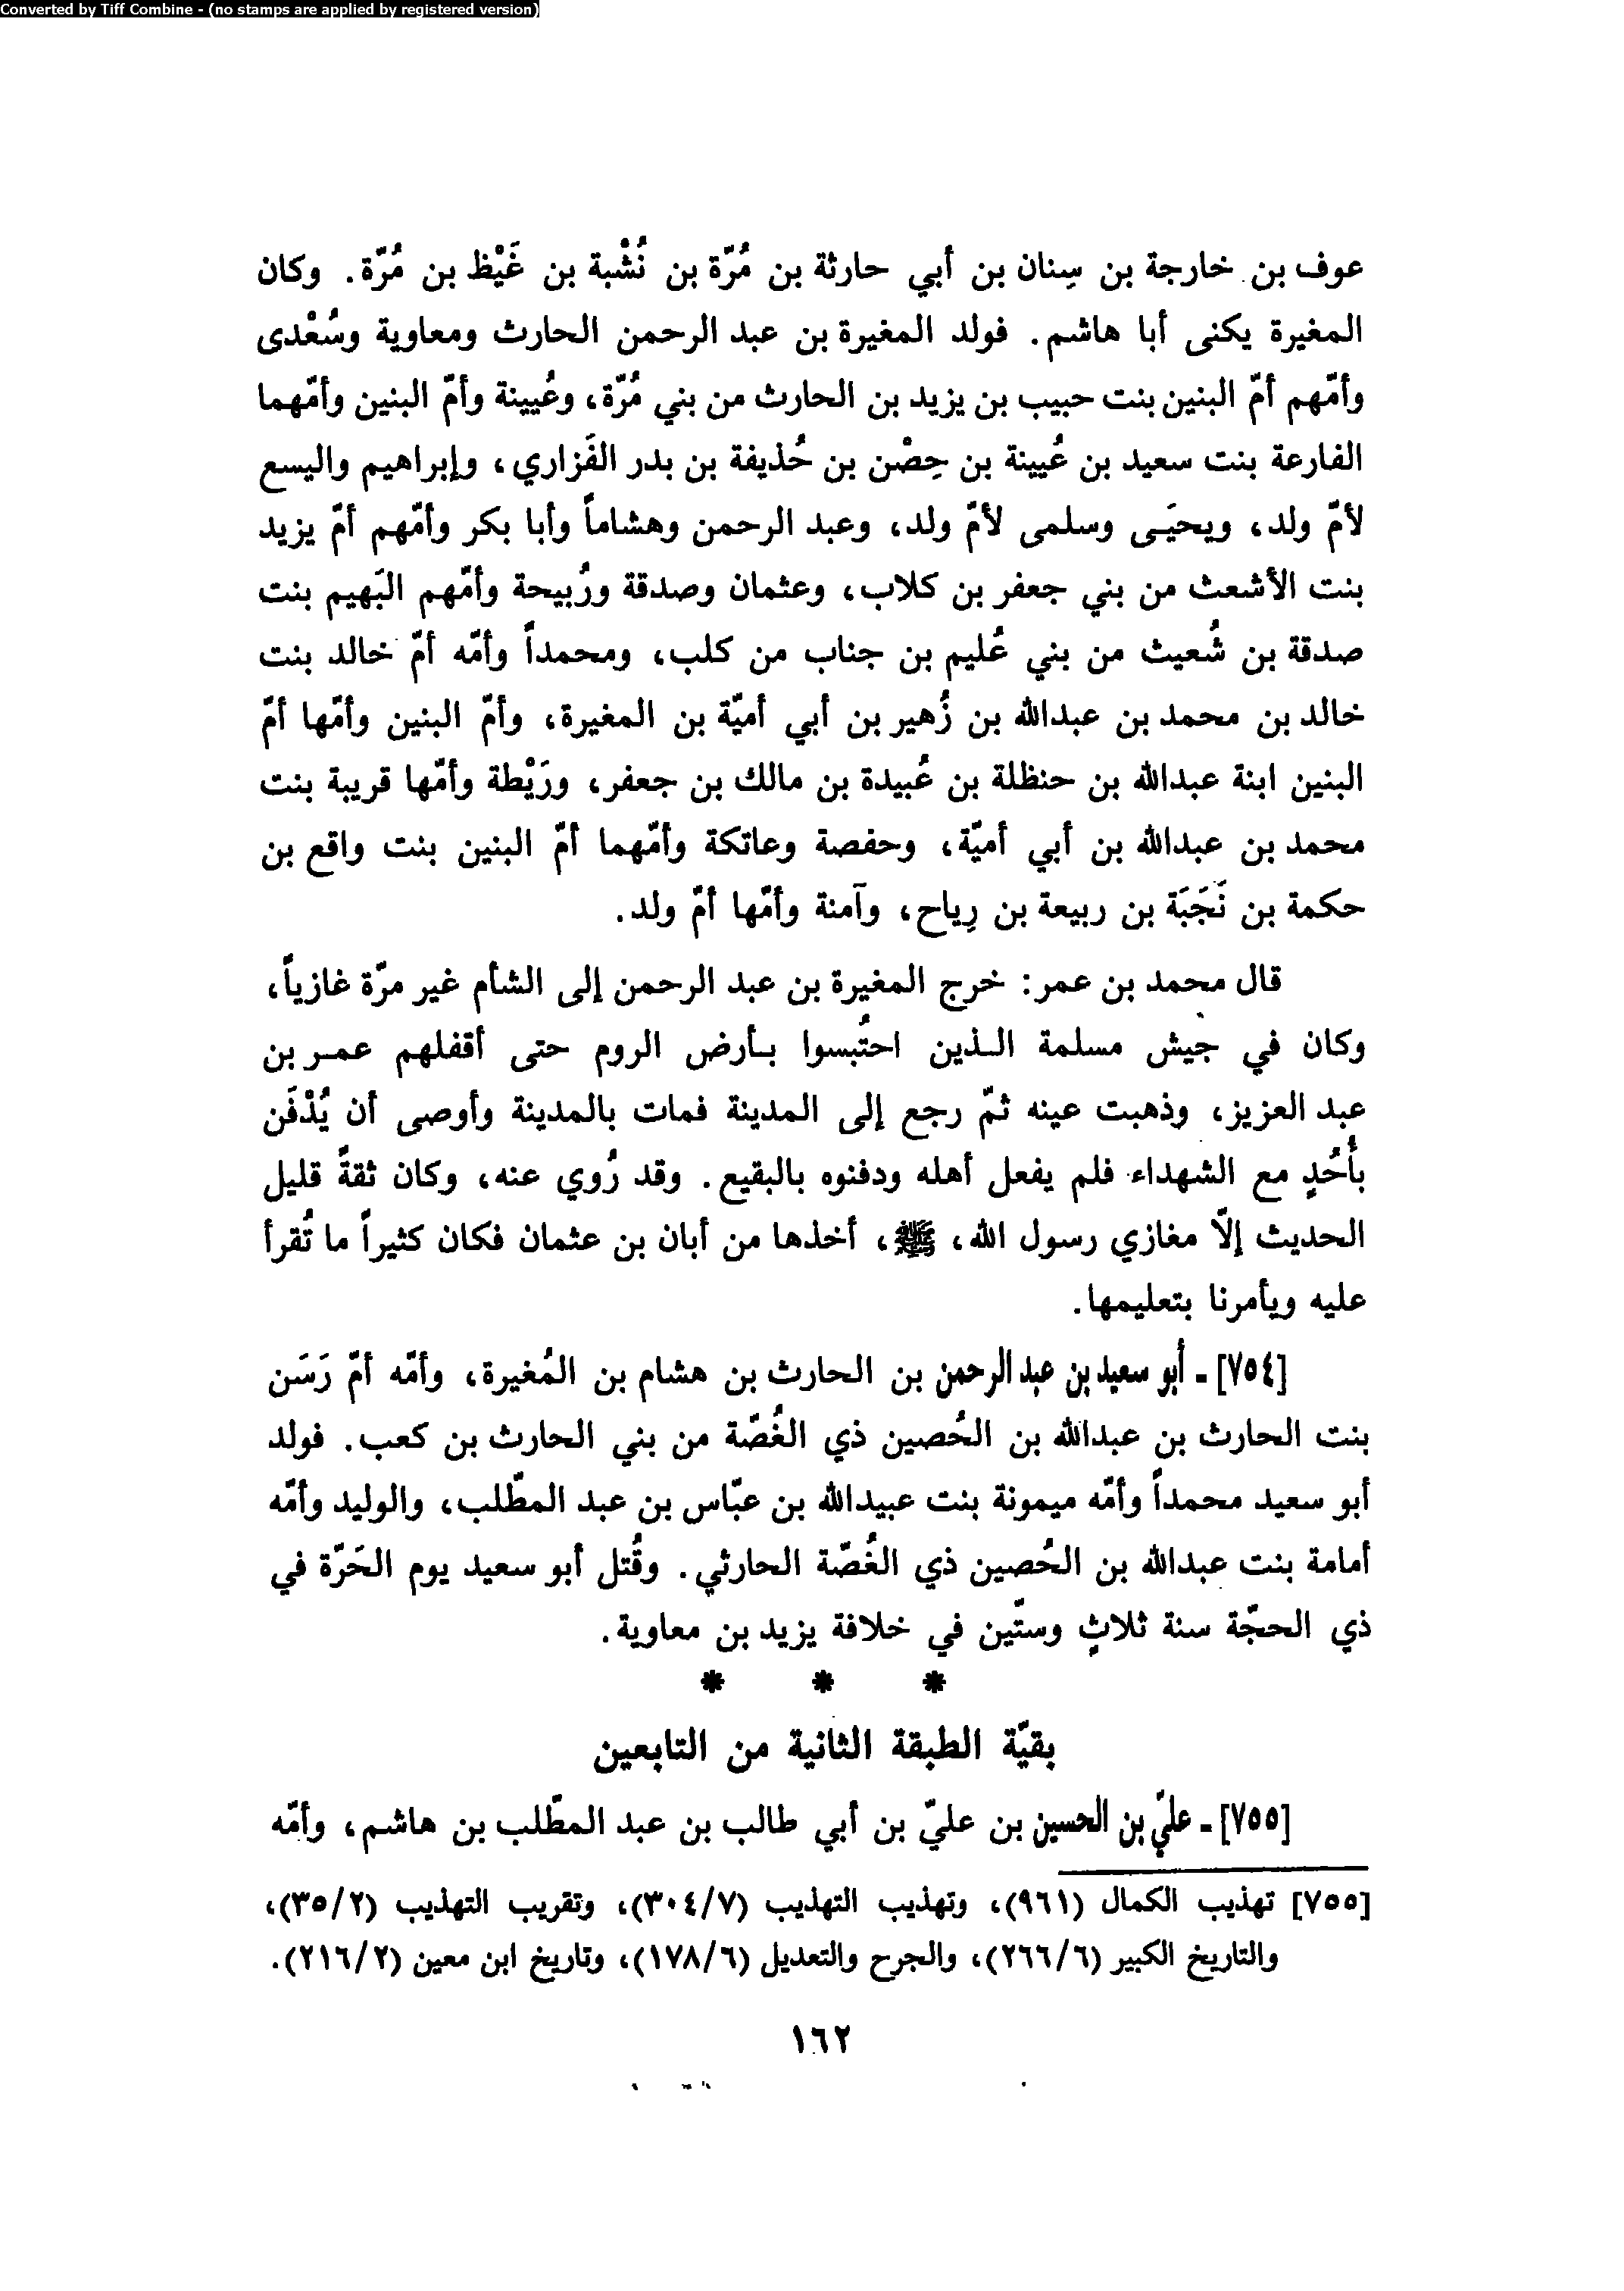 Converted by Tiff Combine - (no stamps are applied by registered version)
عوف بن خارجة بن سِنان بن أبي حارثة بن مُرّة بن نُشْبة بن غَيْظ بن مُرّة. وكان
المغيرة يكنى أبا هاشم. فولد المغيرة بن عبد الرحمن الحارث ومعاوية وسُعْدى
وأمّهم أمّ البنين بنت حبيب بن يزيد بن الحارث من بني مُرّة، وعُيينة وأمّ البنين وأمّهما
الفارعة بنت سعيد بن عُيينة بن حِصْن بن حُذيفة بن بدر الفَزاري، وإبراهيم واليسع
لأمّ ولد، ويحيَـى وسلمى لأمّ ولد، وعبد الرحمن وهشاماً وأبا بكر وأمّهم أمّ يزيد
بنت الأشعث من بني جعفر بن كلاب، وعثمان وصدقة ورُبيحة وأمّهم البَهيم بنت
صدقة بن شُعيث من بني عُليم بن جناب من كلب، ومحمداً وأمّه أمّ خالد بنت
خالد بن محمد بن عبدالله بن زُهير بن أبي أميّة بن المغيرة، وأمّ البنين وأمّها أمّ
البنين ابنة عبدالله بن حنظلة بن عُبيدة بن مالك بن جعفر، ورَيْطة وأمّها قريبة بنت
محمد بن عبدالله بن أبي أميّة، وحفصة وعاتكة وأمّهما أمّ البنين بنت واقع بن
حكمة بن نَجَبَة بن ربيعة بن رِياح، وآمنة وأمّها أمّ ولد.
قال محمد بن عمر: خرج المغيرة بن عبد الرحمن إلى الشأم غير مرّة غازياً،
وكان في جيش مسلمة الـذين احتُبسوا بـأرض الروم حتى أقفلهم عمـر بن
عبد العزيز، وذهبت عينه ثمّ رجع إلى المدينة فمات بالمدينة وأوصى أن يُدْفَن
بأُحُدٍ مع الشهداء فلم يفعل أهله ودفنوه بالبقيع. وقد رُوي عنه، وكان ثقةً قليل
الحديث إلاّ مغازي رسول الله، ﷺ، أخذها من أبان بن عثمان فكان كثيراً ما تُقرأ
عليه ويأمرنا بتعليمها.
[٧٥٤] - أبو سعيد بن عبد الرحمن بن الحارث بن هشام بن المُغيرة، وأمّه أمّ رَسَن
بنت الحارث بن عبدالله بن الحُصين ذي الغُصّة من بني الحارث بن كعب. فولد
أبو سعيد محمداً وأمّه ميمونة بنت عبيدالله بن عبّاس بن عبد المطّلب، والوليد وأمّه
أمامة بنت عبدالله بن الحُصين ذي الغُصّة الحارثي. وقُتل أبو سعيد يوم الحَرّة في
ذي الحجّة سنة ثلاثٍ وستّين في خلافة يزيد بن معاوية.
* * *
بقيّة الطبقة الثانية من التابعين
[٧٥٥] - عليّ بن الحسين بن عليّ بن أبي طالب بن عبد المطّلب بن هاشم، وأمّه
[٧٥٥] تهذيب الكمال (٩٦١)، وتهذيب التهذيب (٣٠٤/٧)، وتقريب التهذيب (٣٥/٢)،
والتاريخ الكبير (٢٦٦/٦)، والجرح والتعديل (١٧٨/٦)، وتاريخ ابن معين (٢١٦/٢).
١٦٢